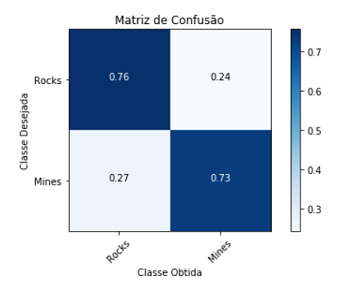 Matriz de Confusão
Classe Desejada
Rocks
0.76
0.24
Mines
0.27
0.73
Rocks
Mines
Classe Obtida
0.7
0.6
0.5
0.4
0.3